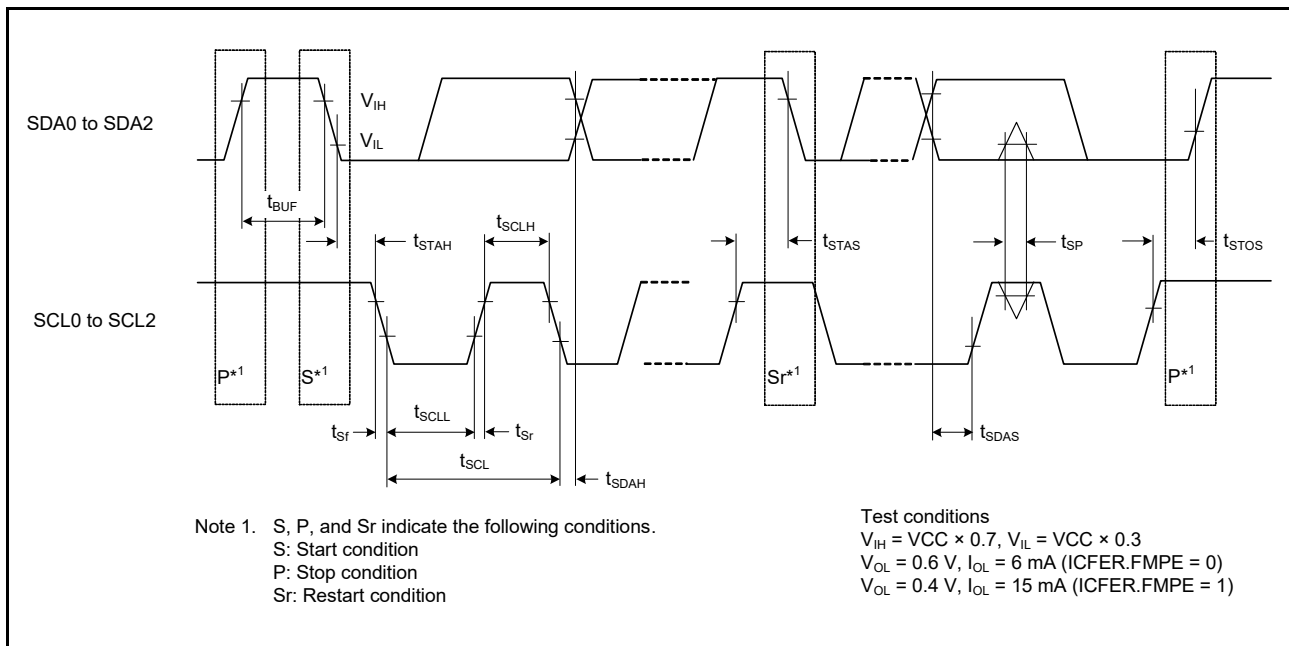 SDA0 to SDA2
VIH
VIL
tBUF
tSTAH
tSCLH
tSTAS
tSP
tSTOS
SCL0 to SCL2
P*1
S*1
Sr*1
P*1
tSf
tSCLL
tSr
tSCL
tSDAH
tSDAS
Note 1. S, P, and Sr indicate the following conditions.
S: Start condition
P: Stop condition
Sr: Restart condition
Test conditions
VIH = VCC × 0.7, VIL = VCC × 0.3
VOL = 0.6 V, IOL = 6 mA (ICFER.FMPE = 0)
VOL = 0.4 V, IOL = 15 mA (ICFER.FMPE = 1)